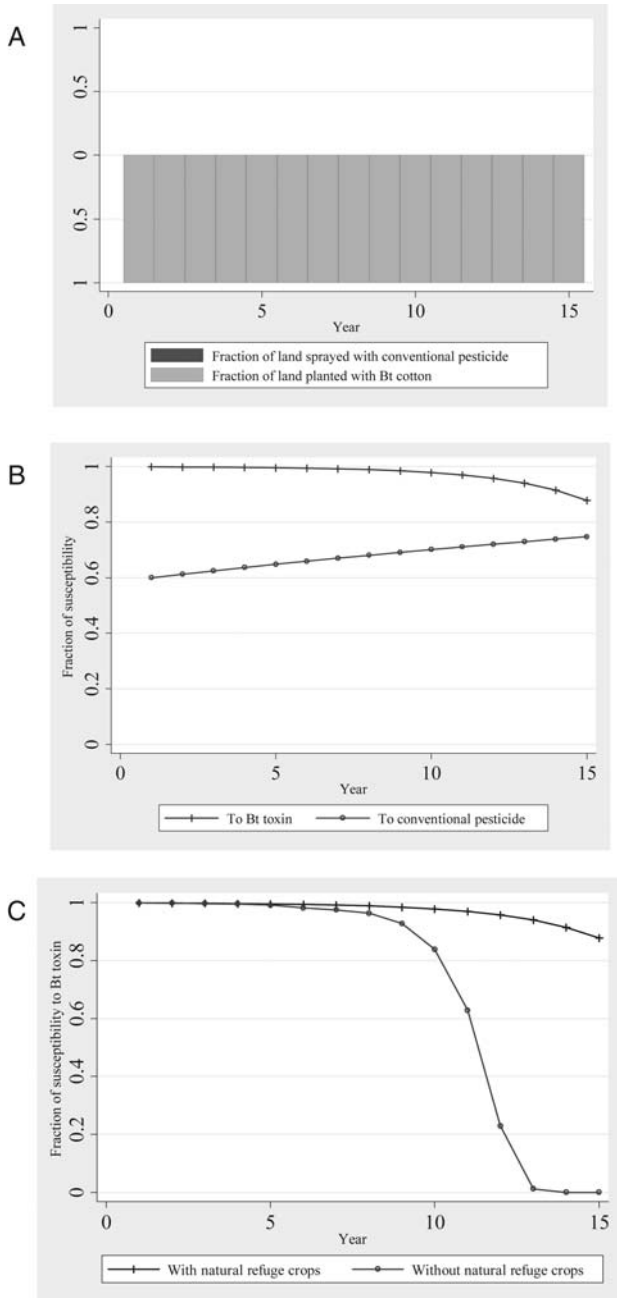 A
1
0.5
0
0.5
1
0 5 10 15
Year
Fraction of land sprayed with conventional pesticide
Fraction of land planted with Bt cotton
B
Fraction of susceptibility
1
0.8
0.6
0.4
0.2
0
0 5 10 15
Year
To Bt toxin To conventional pesticide
C
Fraction of susceptibility to Bt toxin
1
0.8
0.6
0.4
0.2
0
0 5 10 15
Year
With natural refuge crops Without natural refuge crops